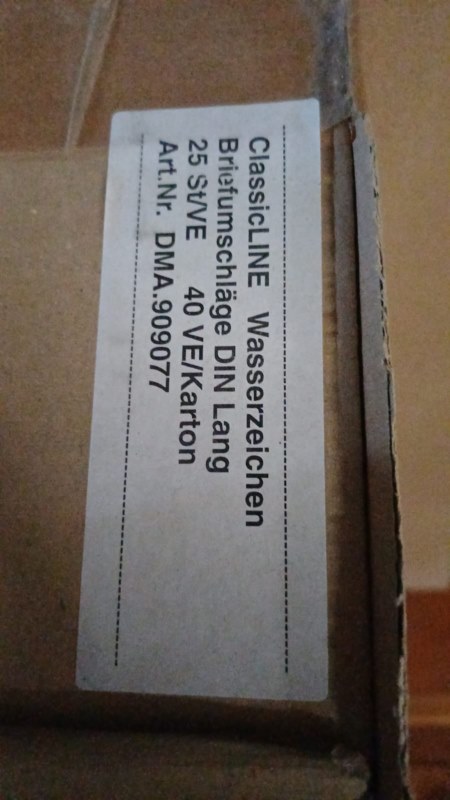 ClassicLINE Wasserzeichen
Briefumschläge DIN Lang
25 St/VE 40 VE/Karton
Art.Nr. DMA.909077